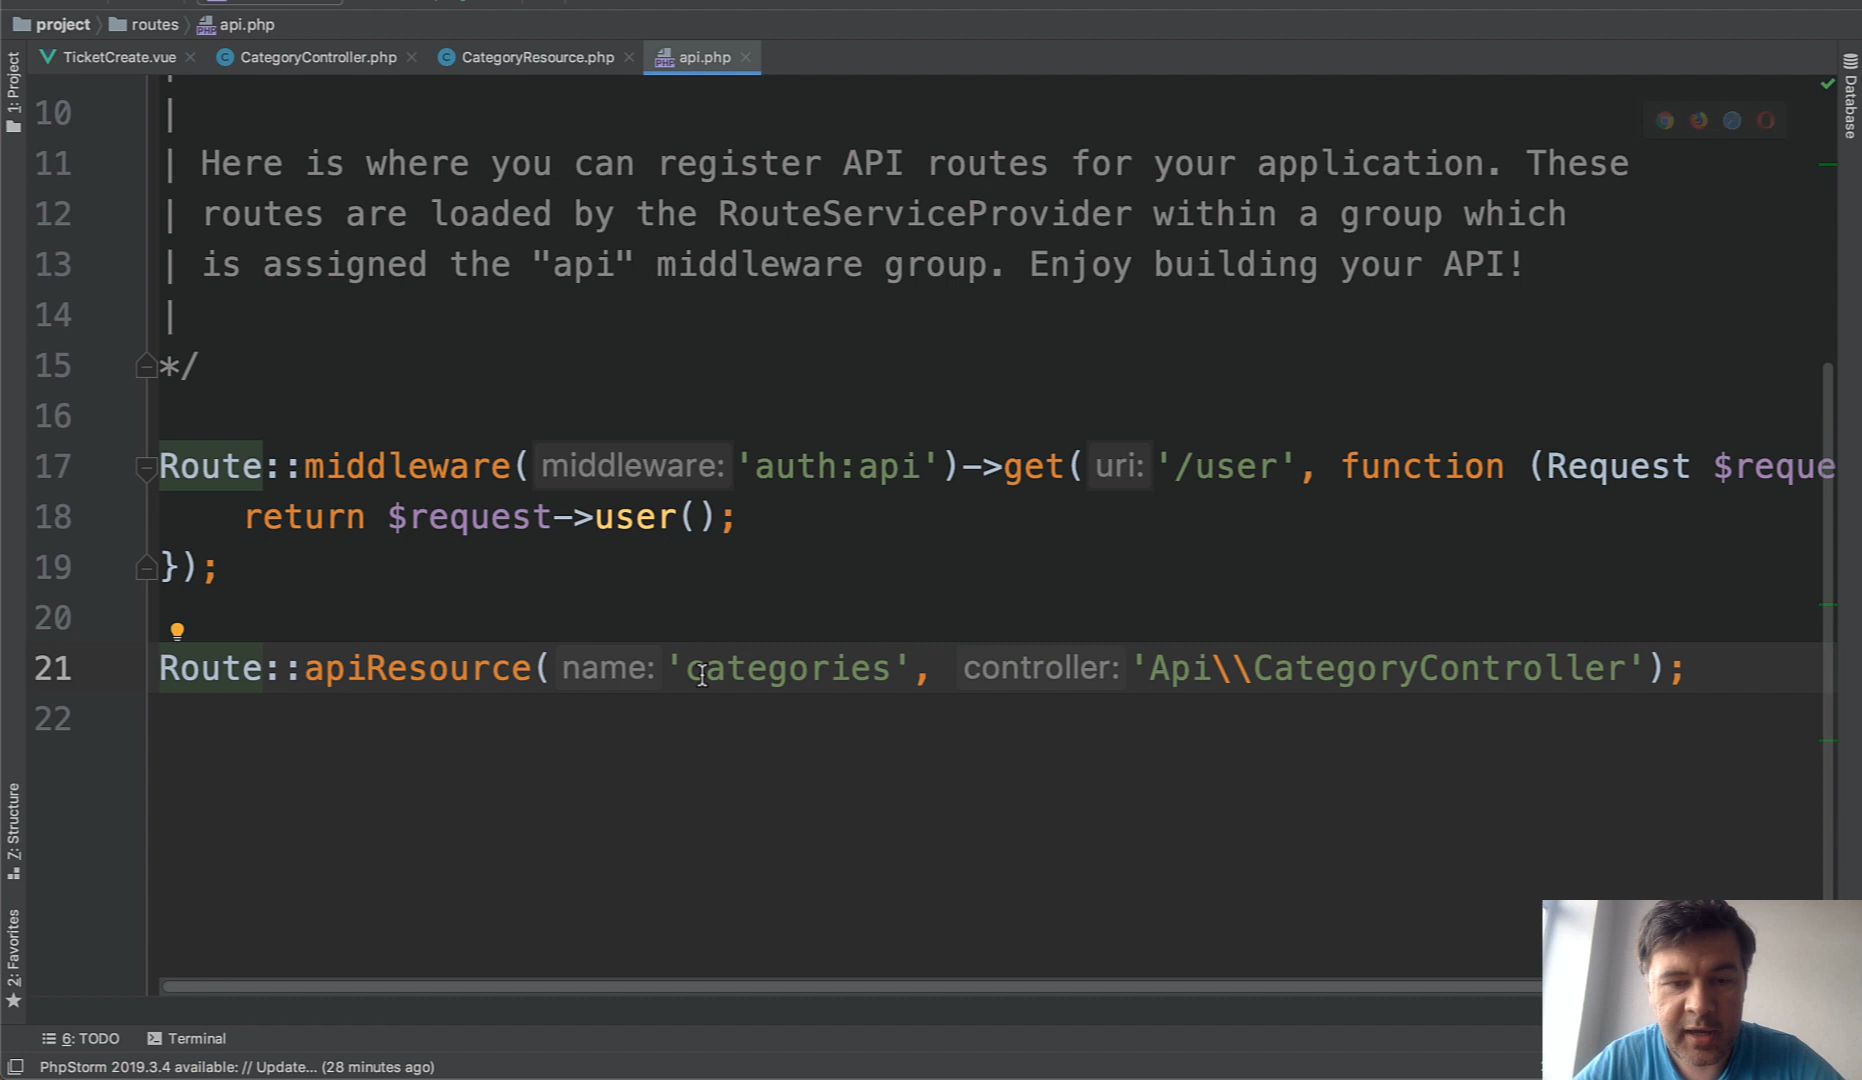 project routes api.php
TicketCreate.vue CategoryController.php CategoryResource.php api.php
1: Project
Database
10 |
11 | Here is where you can register API routes for your application. These
12 | routes are loaded by the RouteServiceProvider within a group which
13 | is assigned the "api" middleware group. Enjoy building your API!
14 |
15 */
16
17 Route::middleware( middleware: 'auth:api')->get( uri: '/user', function (Request $reque
18 return $request->user();
19 });
20
21 Route::apiResource( name: 'categories', controller: 'Api\\CategoryController');
22
Z: Structure
2: Favorites
6: TODO Terminal
PhpStorm 2019.3.4 available: // Update... (28 minutes ago)